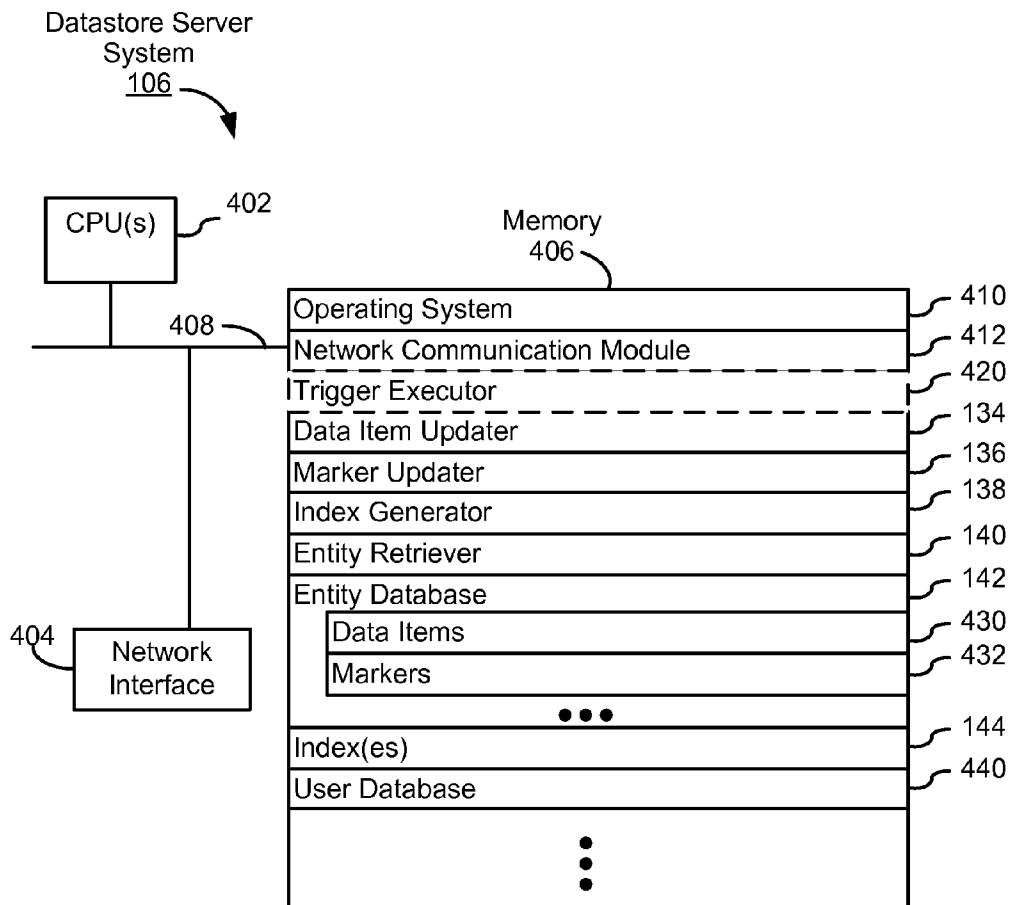 Datastore Server
System
106
CPU(s)
402
Memory
406
408
Operating System
410
Network Communication Module
412
Trigger Executor
420
Data Item Updater
134
Marker Updater
136
Index Generator
138
Entity Retriever
140
Entity Database
142
Data Items
430
Markers
432
404
Network
Interface
Index(es)
144
User Database
440